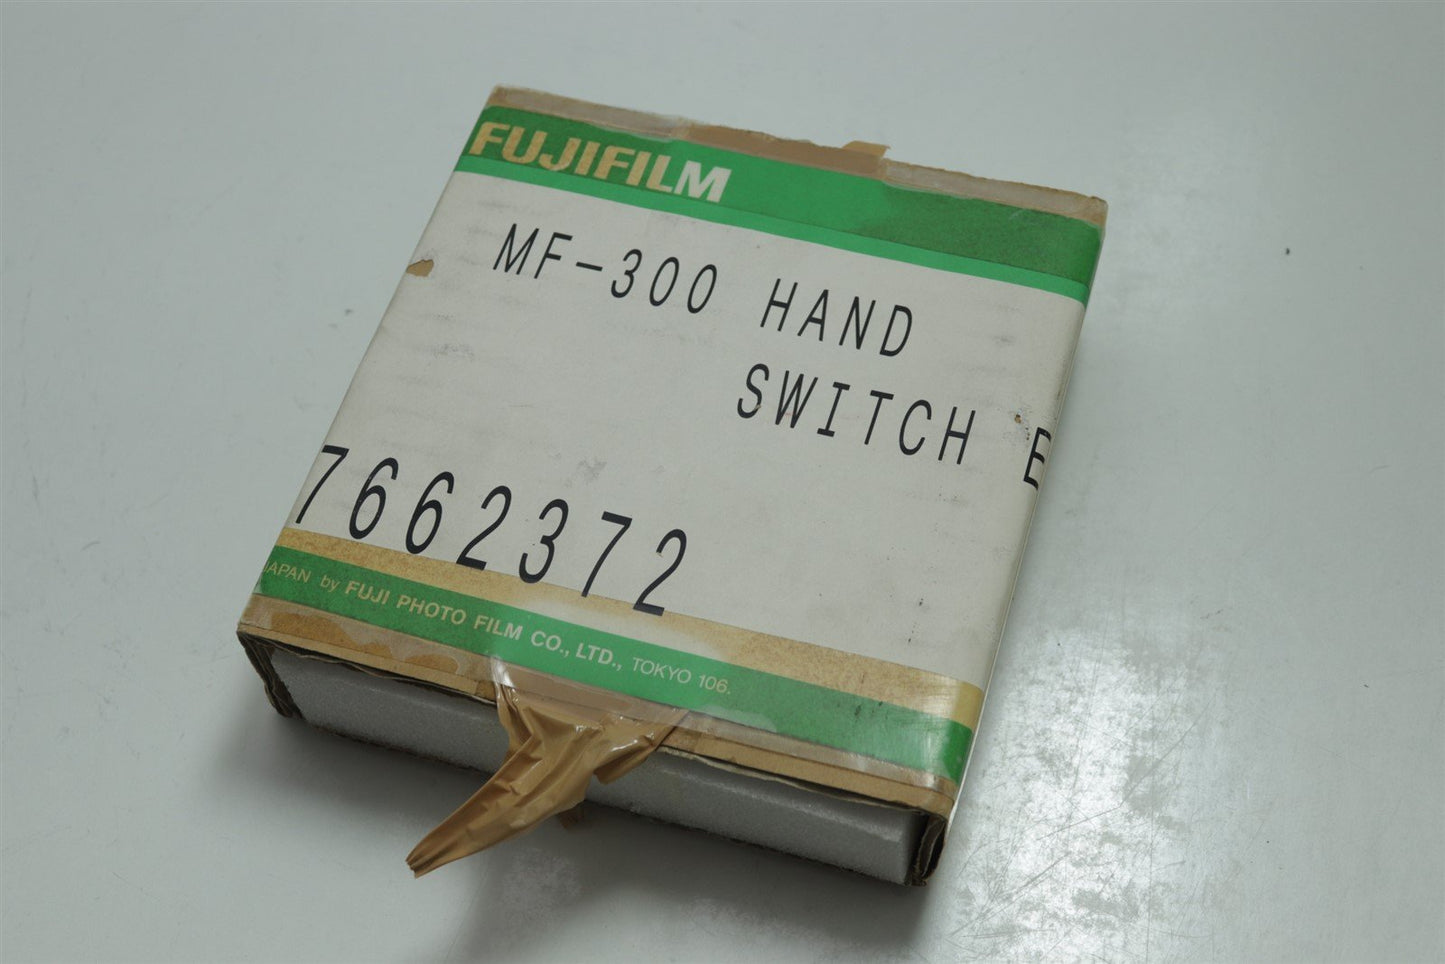 FUJIFILM
MF-300 HAND
SWITCH E
7662372
JAPAN by FUJI PHOTO FILM CO., LTD., TOKYO 106.